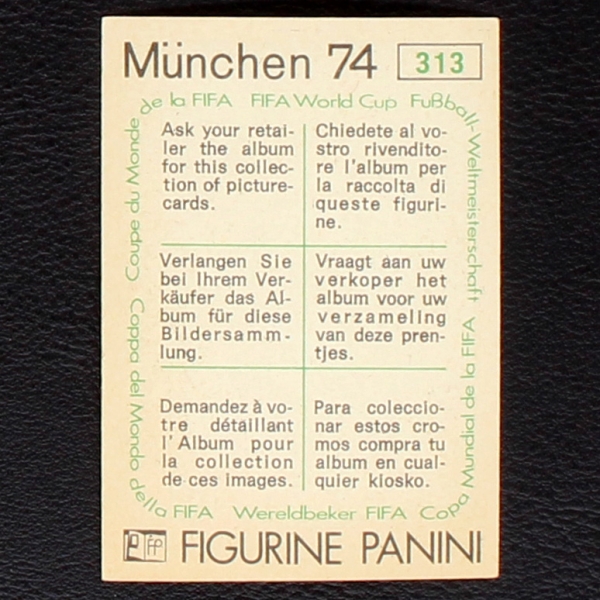 München 74 313
Coupe du Monde de la FIFA FIFA World Cup Fußball-Weltmeisterschaft
Ask your retai-
ler the album
for this collec-
tion of picture-
cards.
Chiedete al vo-
stro rivendito-
re l'album per
la raccolta di
queste figuri-
ne.
Verlangen Sie
bei Ihrem Ver-
käufer das Al-
bum für diese
Bildersamm-
lung.
Vraagt aan uw
verkoper het
album voor uw
verzameling
van deze pren-
tjes.
Demandez à vo-
tre détaillant
l'Album pour
la collection
de ces images.
Para coleccio-
nar estos cro-
mos compra tu
album en cual-
quier kiosko.
Coppa del Mondo della FIFA Wereldbeker FIFA Copa Mundial de la FIFA
FP FIGURINE PANINI